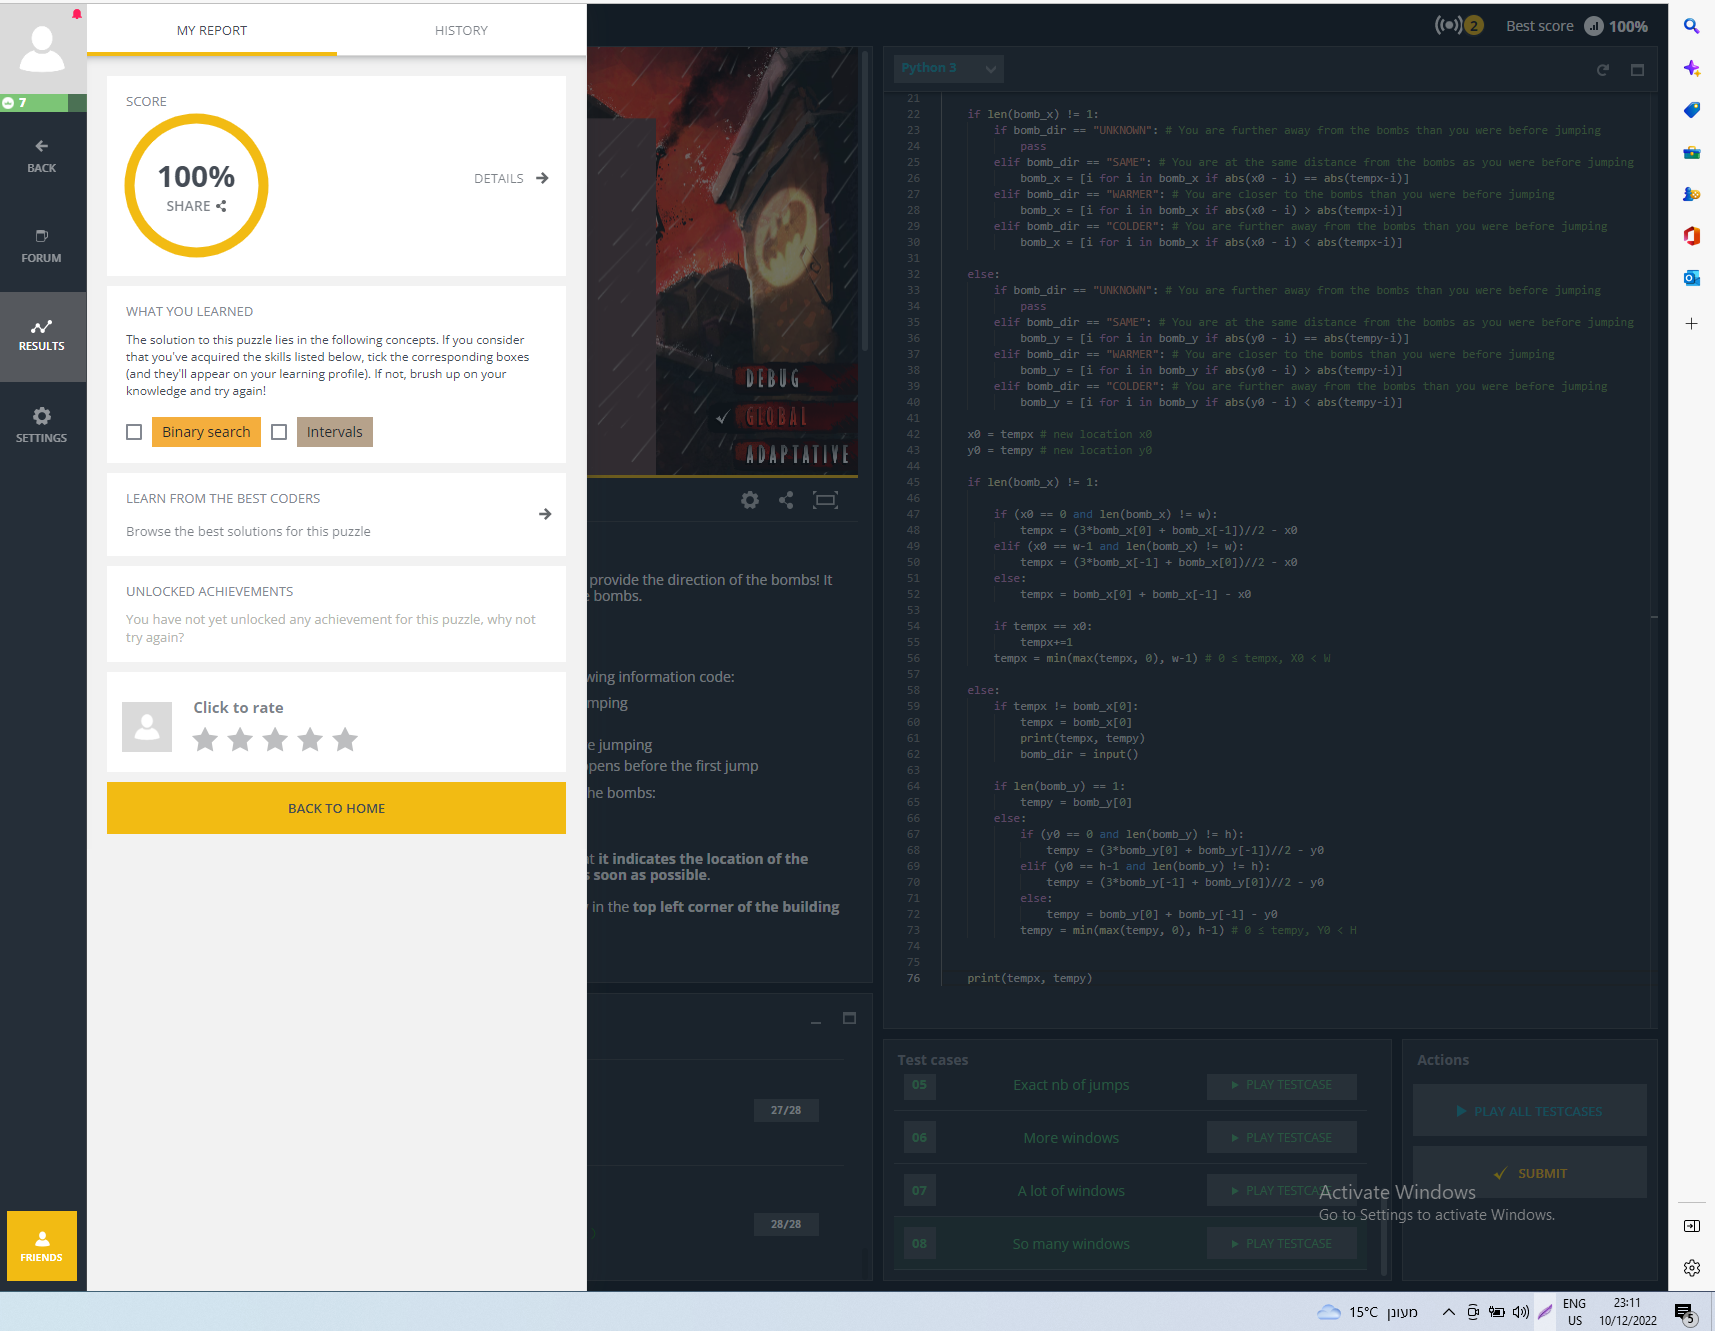 7
BACK
FORUM
RESULTS
SETTINGS
FRIENDS
MY REPORT
HISTORY
SCORE
100%
SHARE
DETAILS
WHAT YOU LEARNED
The solution to this puzzle lies in the following concepts. If you consider
that you've acquired the skills listed below, tick the corresponding boxes
(and they'll appear on your learning profile). If not, brush up on your
knowledge and try again!
Binary search
Intervals
LEARN FROM THE BEST CODERS
Browse the best solutions for this puzzle
UNLOCKED ACHIEVEMENTS
You have not yet unlocked any achievement for this puzzle, why not
try again?
Click to rate
BACK TO HOME
DEBUG
GLOBAL
ADAPTATIVE
provide the direction of the bombs! It
bombs.
wing information code:
mping
e jumping
pens before the first jump
he bombs:
it indicates the location of the
soon as possible.
in the top left corner of the building
27/28
28/28
2
Best score
100%
Python 3
21
22 if len(bomb_x) != 1:
23 if bomb_dir == "UNKNOWN": # You are further away from the bombs than you were before jumping
24 pass
25 elif bomb_dir == "SAME": # You are at the same distance from the bombs as you were before jumping
26 bomb_x = [i for i in bomb_x if abs(x0 - i) == abs(tempx-i)]
27 elif bomb_dir == "WARMER": # You are closer to the bombs than you were before jumping
28 bomb_x = [i for i in bomb_x if abs(x0 - i) > abs(tempx-i)]
29 elif bomb_dir == "COLDER": # You are further away from the bombs than you were before jumping
30 bomb_x = [i for i in bomb_x if abs(x0 - i) < abs(tempx-i)]
31
32 else:
33 if bomb_dir == "UNKNOWN": # You are further away from the bombs than you were before jumping
34 pass
35 elif bomb_dir == "SAME": # You are at the same distance from the bombs as you were before jumping
36 bomb_y = [i for i in bomb_y if abs(y0 - i) == abs(tempy-i)]
37 elif bomb_dir == "WARMER": # You are closer to the bombs than you were before jumping
38 bomb_y = [i for i in bomb_y if abs(y0 - i) > abs(tempy-i)]
39 elif bomb_dir == "COLDER": # You are further away from the bombs than you were before jumping
40 bomb_y = [i for i in bomb_y if abs(y0 - i) < abs(tempy-i)]
41
42 x0 = tempx # new location x0
43 y0 = tempy # new location y0
44
45 if len(bomb_x) != 1:
46
47 if (x0 == 0 and len(bomb_x) != w):
48 tempx = (3*bomb_x[0] + bomb_x[-1])//2 - x0
49 elif (x0 == w-1 and len(bomb_x) != w):
50 tempx = (3*bomb_x[-1] + bomb_x[0])//2 - x0
51 else:
52 tempx = bomb_x[0] + bomb_x[-1] - x0
53
54 if tempx == x0:
55 tempx+=1
56 tempx = min(max(tempx, 0), w-1) # 0 ≤ tempx, X0 < W
57
58 else:
59 if tempx != bomb_x[0]:
60 tempx = bomb_x[0]
61 print(tempx, tempy)
62 bomb_dir = input()
63
64 if len(bomb_y) == 1:
65 tempy = bomb_y[0]
66 else:
67 if (y0 == 0 and len(bomb_y) != h):
68 tempy = (3*bomb_y[0] + bomb_y[-1])//2 - y0
69 elif (y0 == h-1 and len(bomb_y) != h):
70 tempy = (3*bomb_y[-1] + bomb_y[0])//2 - y0
71 else:
72 tempy = bomb_y[0] + bomb_y[-1] - y0
73 tempy = min(max(tempy, 0), h-1) # 0 ≤ tempy, Y0 < H
74
75
76 print(tempx, tempy)
Test cases
05 Exact nb of jumps PLAY TESTCASE
06 More windows PLAY TESTCASE
07 A lot of windows PLAY TESTCASE
08 So many windows PLAY TESTCASE
Actions
PLAY ALL TESTCASES
SUBMIT
Activate Windows
Go to Settings to activate Windows.
15°C מעונן
ENG
US
23:11
10/12/2022
5